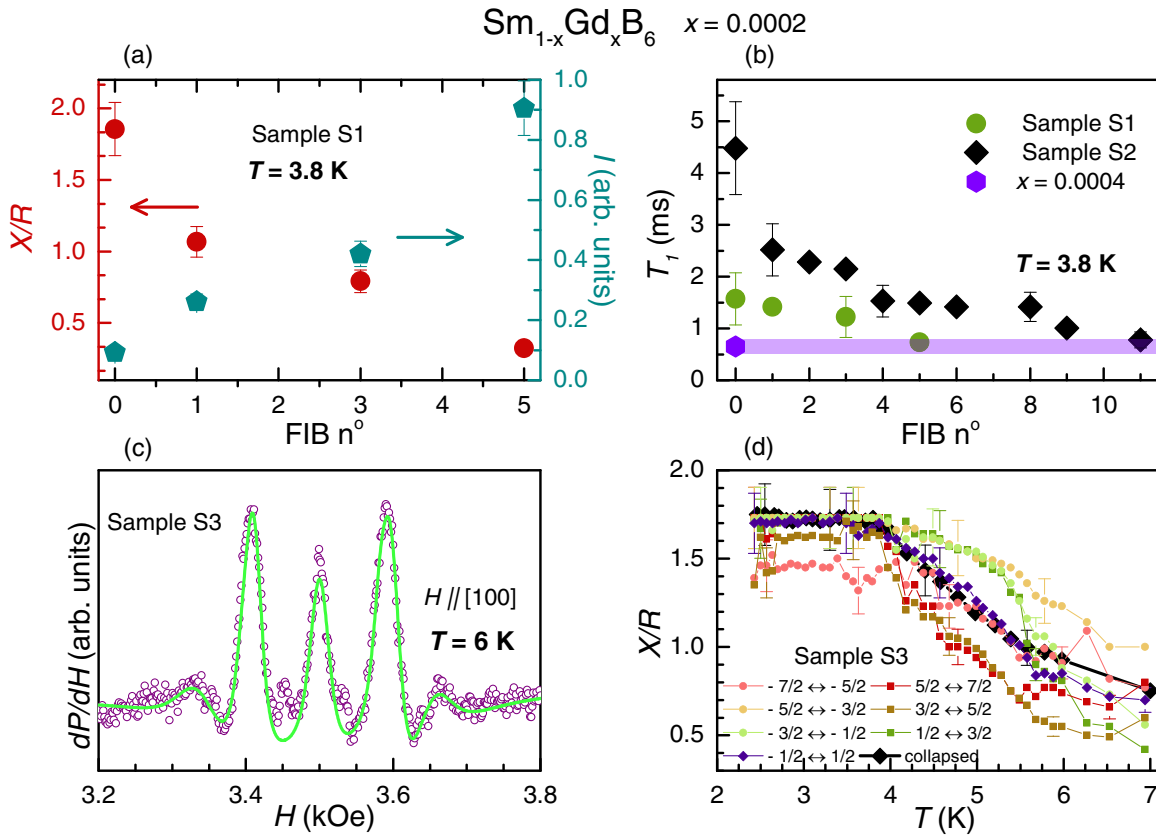 Sm1-xGdxB6 x = 0.0002
(a)
2.0
1.5
1.0
0.5
X/R
Sample S1
T = 3.8 K
1.0
0.8
0.6
0.4
0.2
0.0
I (arb. units)
0 1 2 3 4 5
FIB nº
(b)
5
4
3
2
1
0
T1 (ms)
Sample S1
Sample S2
x = 0.0004
T = 3.8 K
0 2 4 6 8 10
FIB nº
(c)
dP/dH (arb. units)
Sample S3
H // [100]
T = 6 K
3.2 3.4 3.6 3.8
H (kOe)
(d)
2.0
1.5
1.0
0.5
X/R
Sample S3
- 7/2 ↔ - 5/2 5/2 ↔ 7/2
- 5/2 ↔ - 3/2 3/2 ↔ 5/2
- 3/2 ↔ - 1/2 1/2 ↔ 3/2
- 1/2 ↔ 1/2 collapsed
2 3 4 5 6 7
T (K)